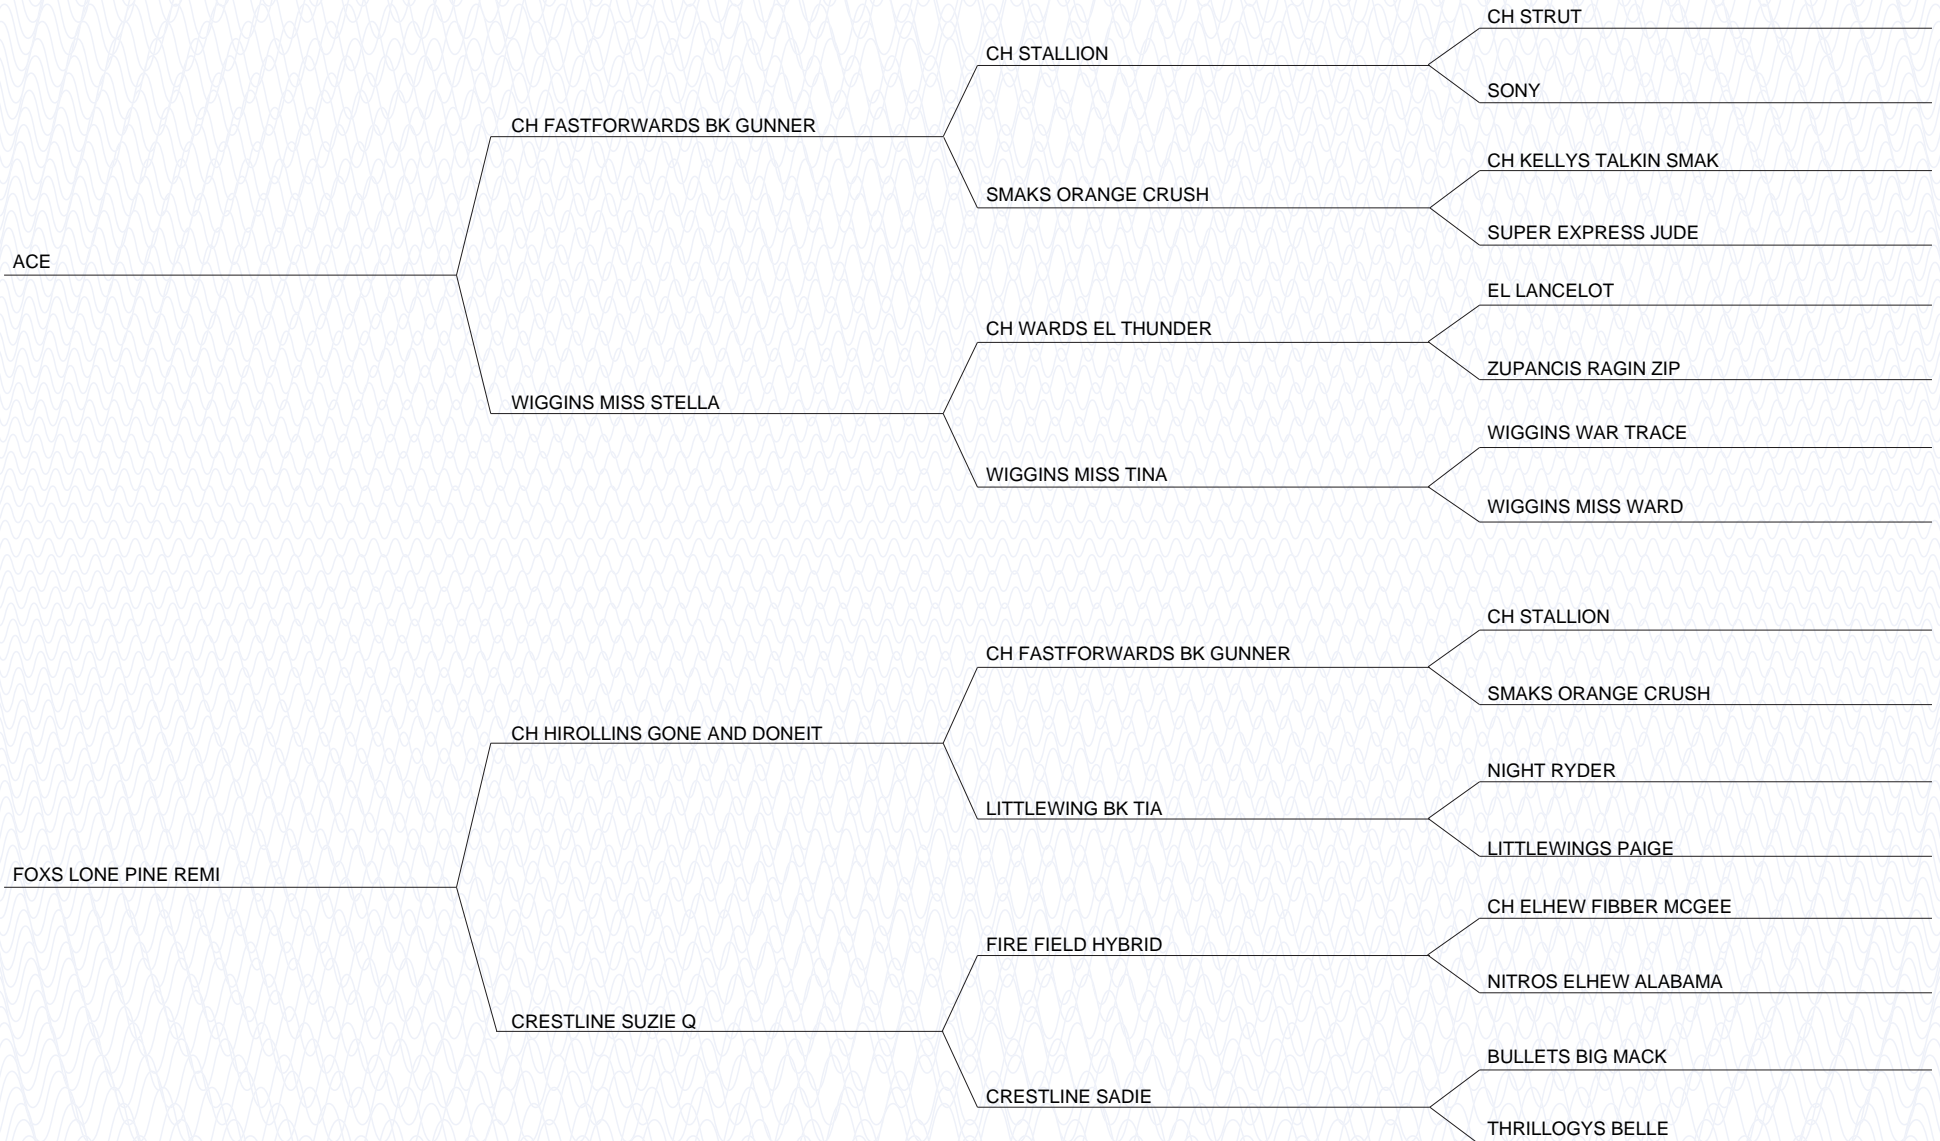 CH STRUT
CH STALLION
SONY
CH FASTFORWARDS BK GUNNER
CH KELLYS TALKIN SMAK
SMAKS ORANGE CRUSH
SUPER EXPRESS JUDE
ACE
EL LANCELOT
CH WARDS EL THUNDER
ZUPANCIS RAGIN ZIP
WIGGINS MISS STELLA
WIGGINS WAR TRACE
WIGGINS MISS TINA
WIGGINS MISS WARD
CH STALLION
CH FASTFORWARDS BK GUNNER
SMAKS ORANGE CRUSH
CH HIROLLINS GONE AND DONEIT
NIGHT RYDER
LITTLEWING BK TIA
LITTLEWINGS PAIGE
FOXS LONE PINE REMI
CH ELHEW FIBBER MCGEE
FIRE FIELD HYBRID
NITROS ELHEW ALABAMA
CRESTLINE SUZIE Q
BULLETS BIG MACK
CRESTLINE SADIE
THRILLOGYS BELLE